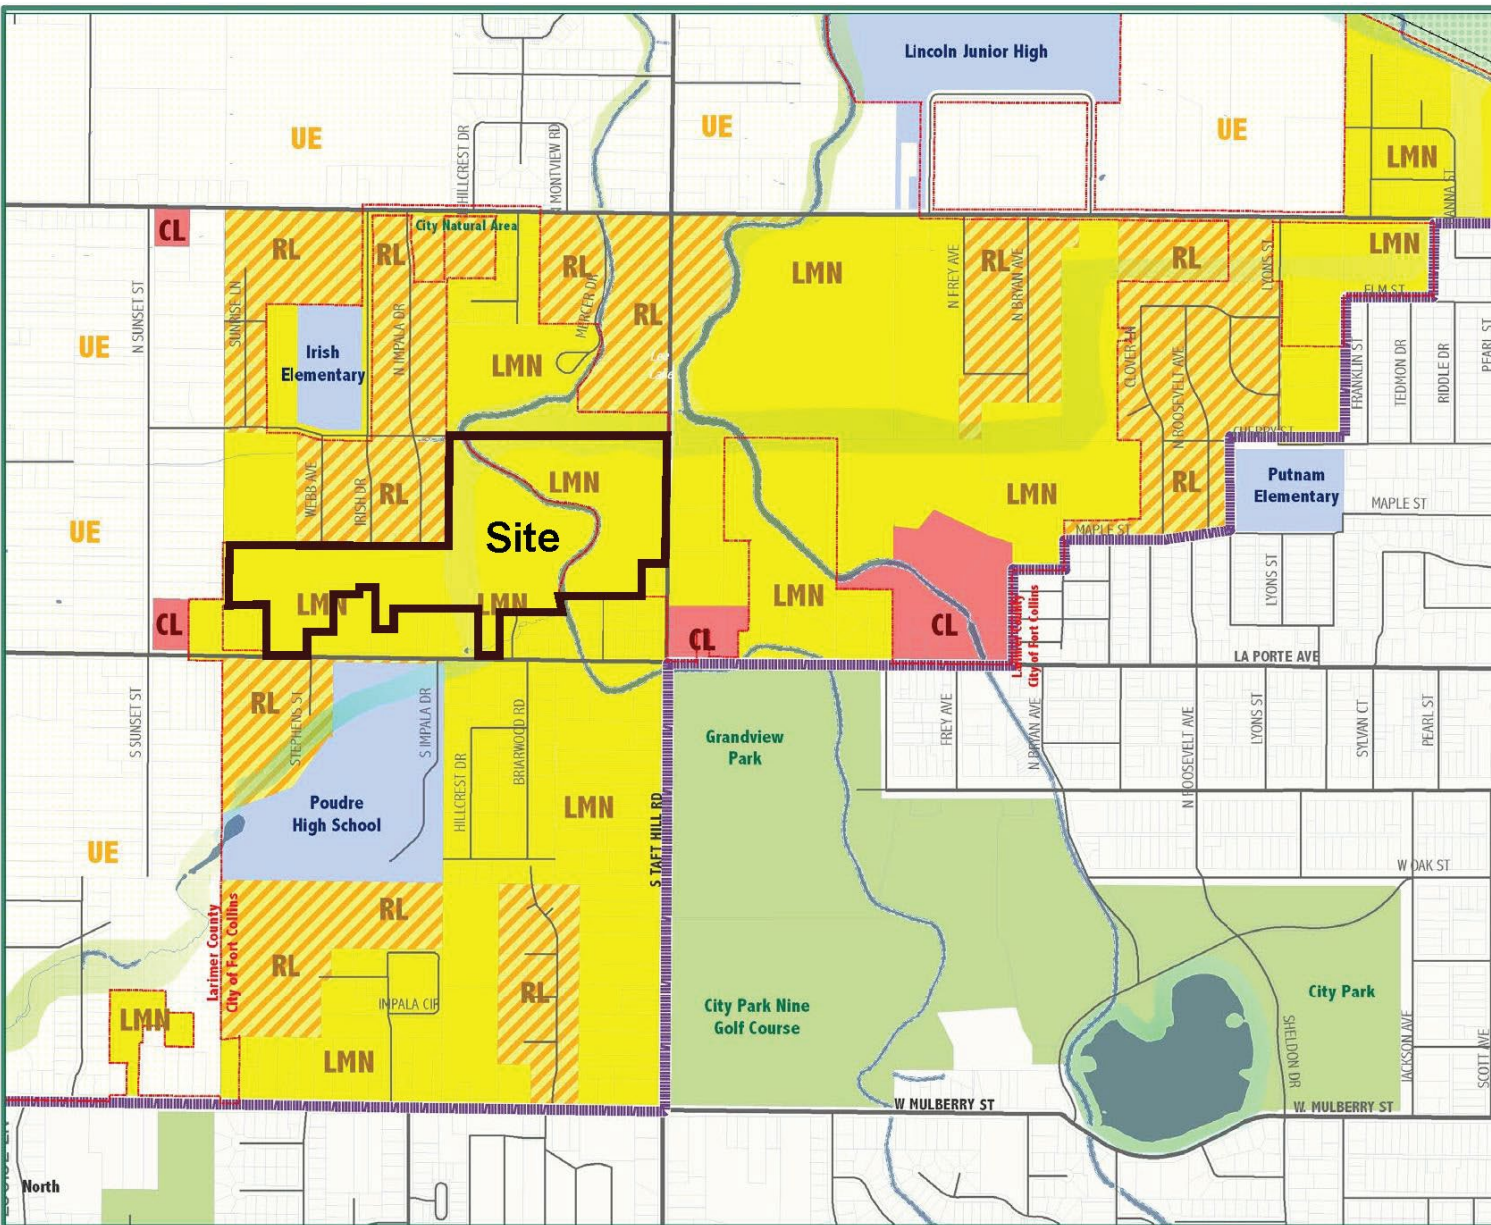 Lincoln Junior High
UE
UE
UE
LMN
HILLCREST DR
N MONTVIEW RD
ANNA ST
CL
RL
RL
City Natural Area
RL
LMN
RL
RL
LMN
N SUNSET ST
SUNRISE LN
N IMPALA DR
MERCER DR
RL
N FREY AVE
N BRYAN AVE
LYONS ST
ELM ST
UE
Irish
Elementary
LMN
CLOVER LN
N ROOSEVELT AVE
FRANKLIN ST
TEDMON DR
RIDDLE DR
PEARL ST
CHERRY ST
WEBB AVE
IRISH DR
RL
LMN
LMN
RL
Putnam
Elementary
MAPLE ST
MAPLE ST
UE
Site
LMN
LMN
LMN
LYONS ST
CL
CL
CL
Larimer County
City of Fort Collins
LA PORTE AVE
S SUNSET ST
RL
STEPHENS ST
S IMPALA DR
HILLCREST DR
BRIARWOOD RD
Grandview
Park
FREY AVE
N BRYAN AVE
N ROOSEVELT AVE
LYONS ST
SYLVAN CT
PEARL ST
UE
Poudre
High School
LMN
S TAFT HILL RD
W OAK ST
Larimer County
City of Fort Collins
RL
RL
RL
IMPALA CIR
LMN
LMN
City Park Nine
Golf Course
City Park
SHELDON DR
JACKSON AVE
SCOTT AVE
W MULBERRY ST
W. MULBERRY ST
North